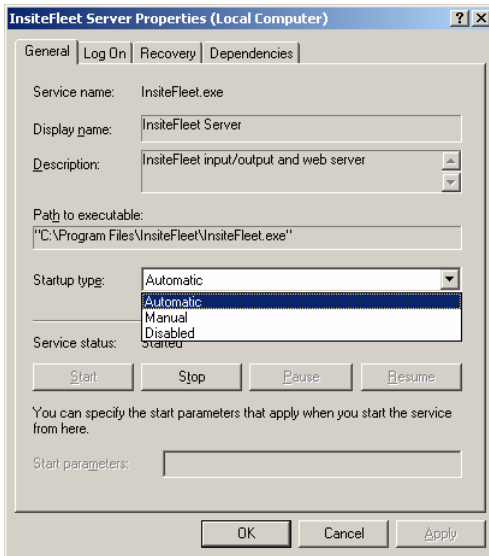 InsiteFleet Server Properties (Local Computer)
General Log On Recovery Dependencies
Service name: InsiteFleet.exe
Display name: InsiteFleet Server
Description: InsiteFleet input/output and web server
Path to executable:
"C:\Program Files\InsiteFleet\InsiteFleet.exe"
Startup type: Automatic
Automatic
Manual
Disabled
Service status: Started
Start Stop Pause Resume
You can specify the start parameters that apply when you start the service
from here.
Start parameters:
OK Cancel Apply